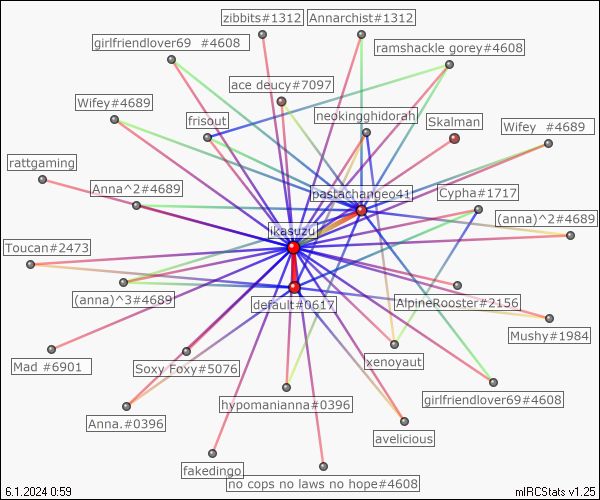 zibbits#1312
Annarchist#1312
girlfriendlover69 #4608
ramshackle gorey#4608
ace deucy#7097
Wifey#4689
frisout
neokingghidorah
Skalman
Wifey #4689
rattgaming
Anna^2#4689
pastachangeo41
Cypha#1717
(anna)^2#4689
ikasuzu
Toucan#2473
(anna)^3#4689
default#0617
AlpineRooster#2156
Mushy#1984
Mad #6901
Soxy Foxy#5076
xenoyaut
hypomanianna#0396
girlfriendlover69#4608
Anna.#0396
avelicious
fakedingo
no cops no laws no hope#4608
6.1.2024 0:59
mIRCStats v1.25